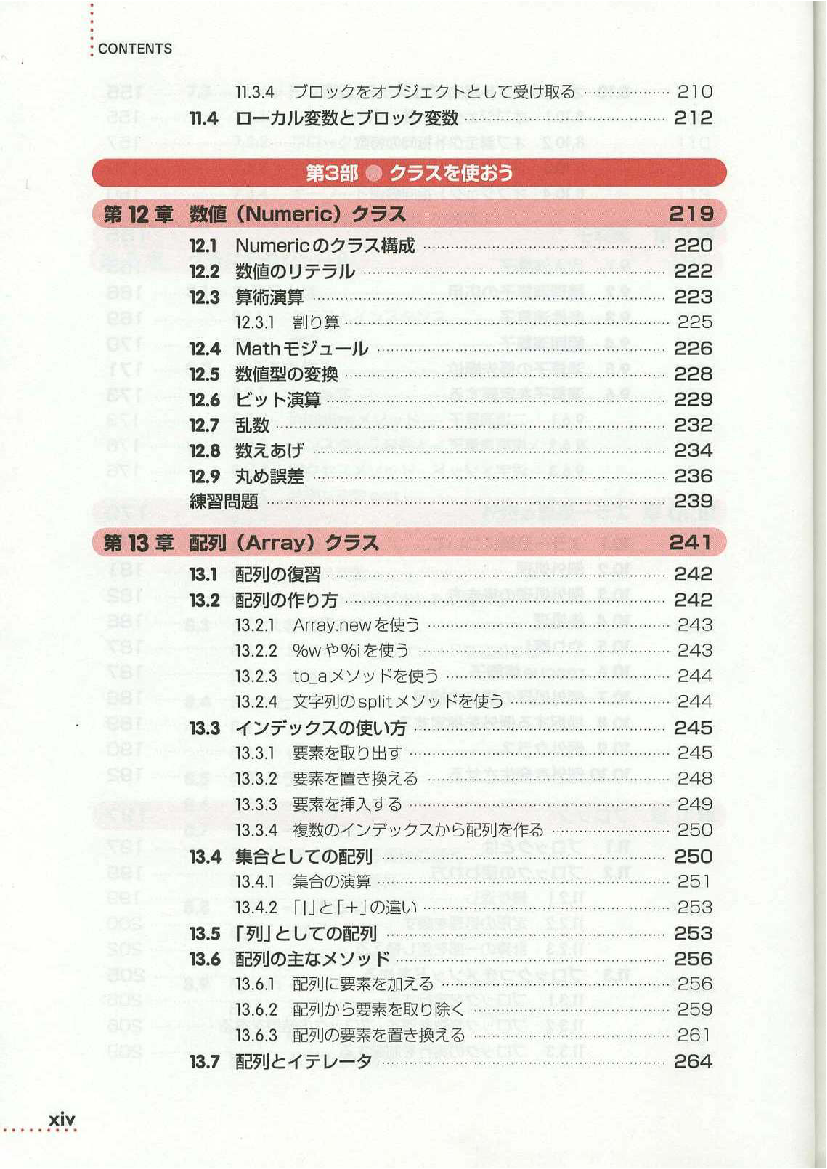 CONTENTS
11.3.4 ブロックをオブジェクトとして受け取る 210
11.4 ローカル変数とブロック変数 212
第3部 ● クラスを使おう
第12章 数値（Numeric）クラス 219
12.1 Numericのクラス構成 220
12.2 数値のリテラル 222
12.3 算術演算 223
12.3.1 割り算 225
12.4 Mathモジュール 226
12.5 数値型の変換 228
12.6 ビット演算 229
12.7 乱数 232
12.8 数えあげ 234
12.9 丸め誤差 236
練習問題 239
第13章 配列（Array）クラス 241
13.1 配列の復習 242
13.2 配列の作り方 242
13.2.1 Array.newを使う 243
13.2.2 %wや%iを使う 243
13.2.3 to_aメソッドを使う 244
13.2.4 文字列のsplitメソッドを使う 244
13.3 インデックスの使い方 245
13.3.1 要素を取り出す 245
13.3.2 要素を置き換える 248
13.3.3 要素を挿入する 249
13.3.4 複数のインデックスから配列を作る 250
13.4 集合としての配列 250
13.4.1 集合の演算 251
13.4.2 「|」と「+」の違い 253
13.5 「列」としての配列 253
13.6 配列の主なメソッド 256
13.6.1 配列に要素を加える 256
13.6.2 配列から要素を取り除く 259
13.6.3 配列の要素を置き換える 261
13.7 配列とイテレータ 264
xiv